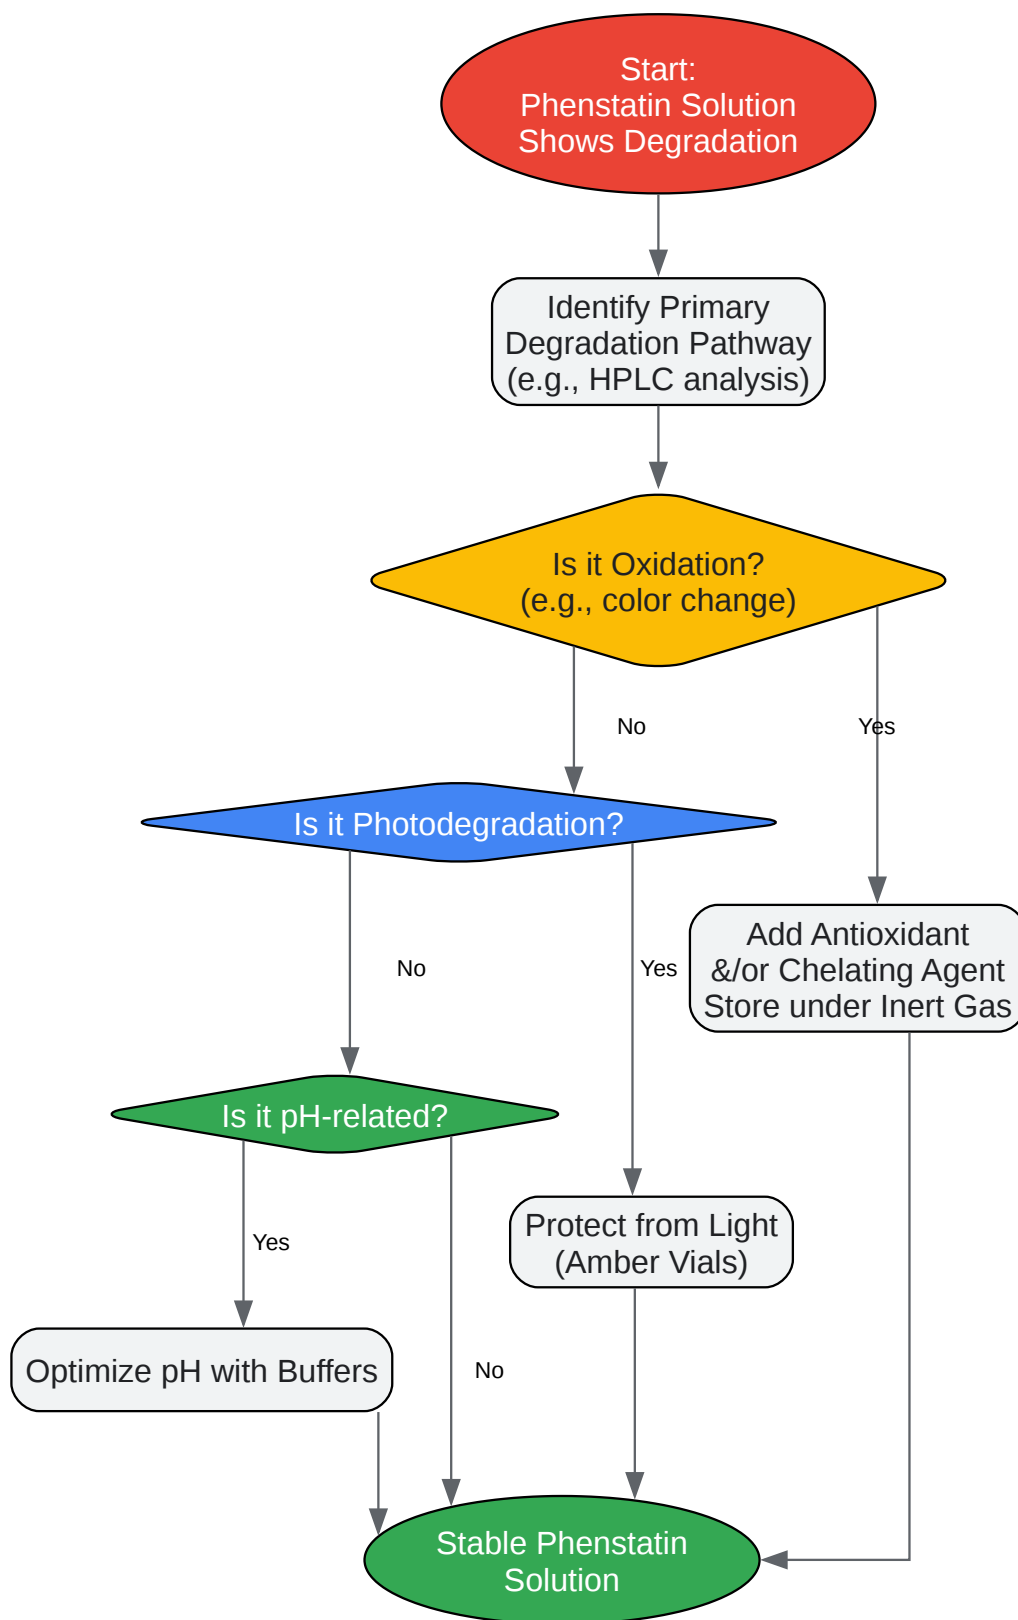 Start:
Phenstatin Solution
Shows Degradation
Identify Primary
Degradation Pathway
(e.g., HPLC analysis)
Is it Oxidation?
(e.g., color change)
No
Yes
Is it Photodegradation?
Add Antioxidant
&/or Chelating Agent
Store under Inert Gas
No
Yes
Is it pH-related?
Protect from Light
(Amber Vials)
Yes
Optimize pH with Buffers
No
Stable Phenstatin
Solution